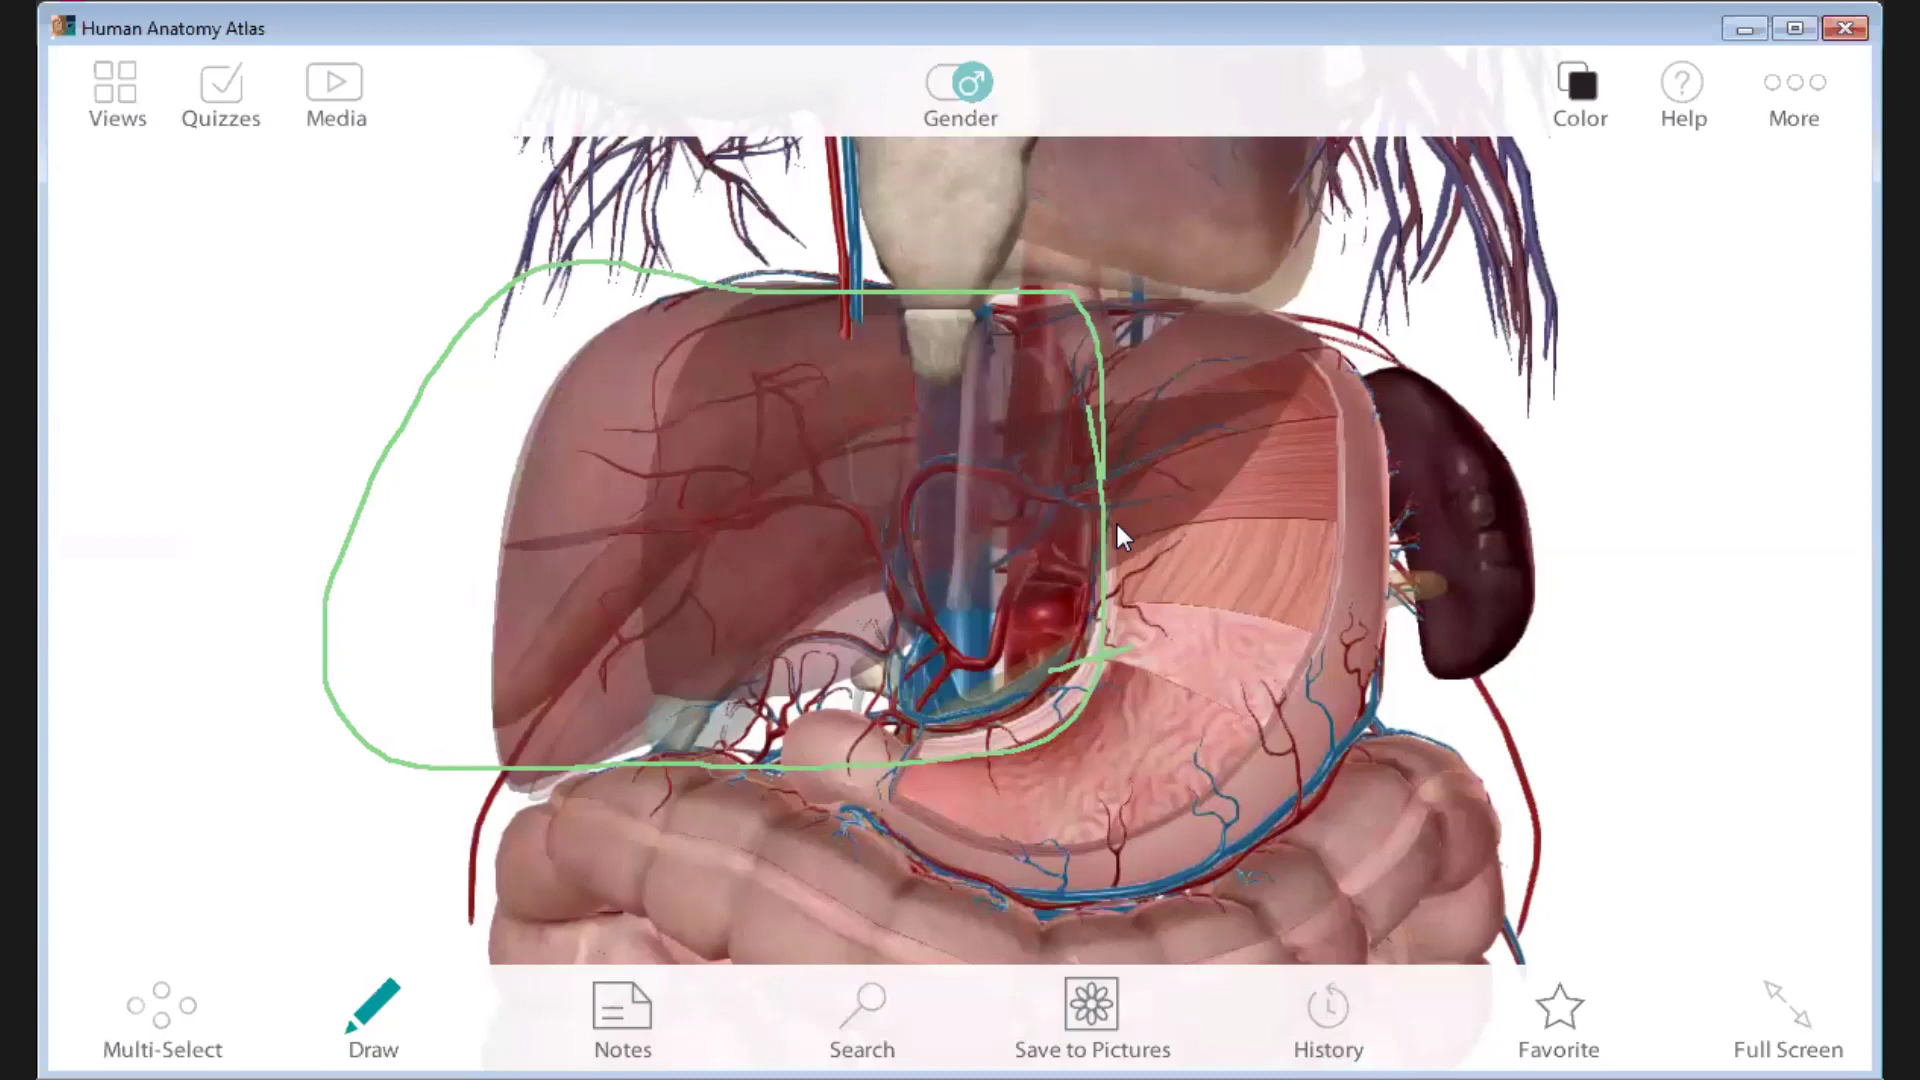 Human Anatomy Atlas
Views
Quizzes
Media
Gender
Color
Help
More
Multi-Select
Draw
Notes
Search
Save to Pictures
History
Favorite
Full Screen